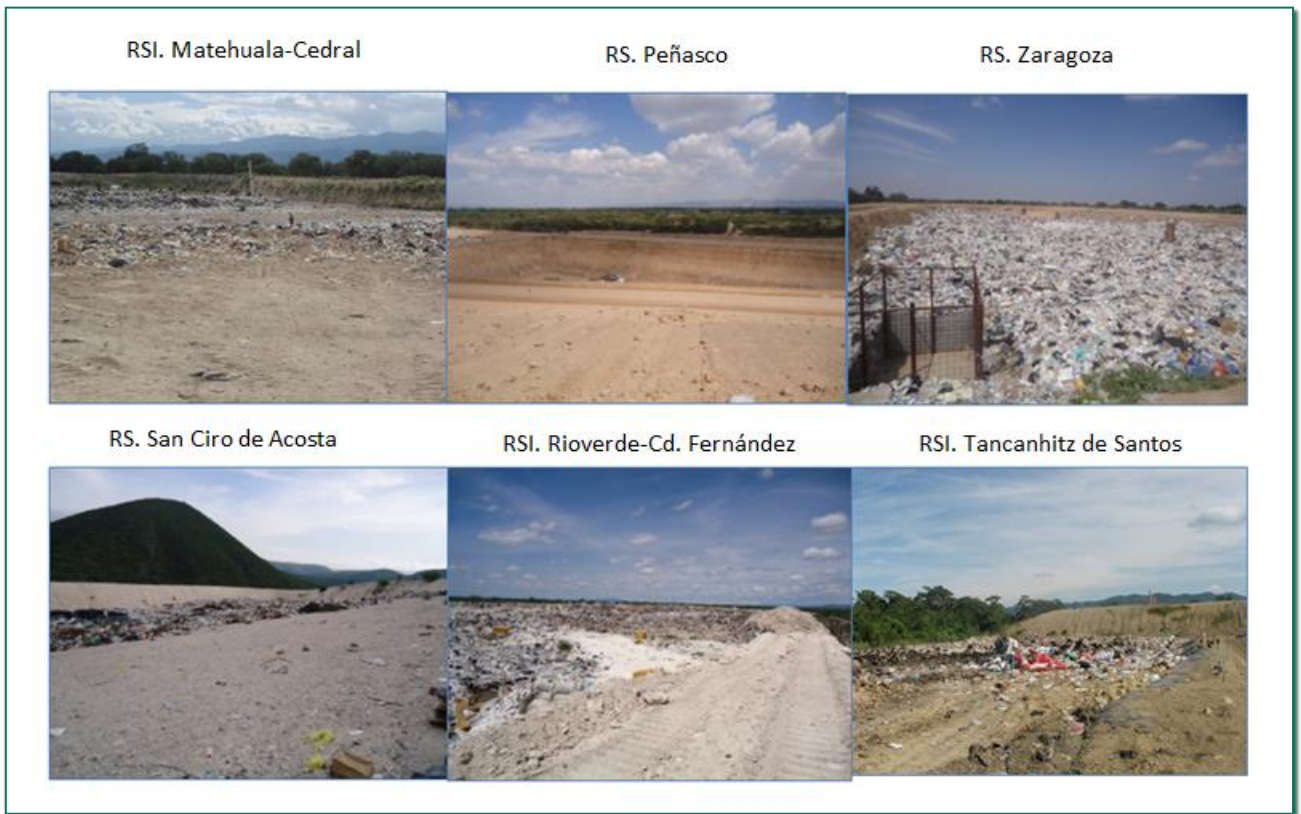 RSI. Matehuala-Cedral
RS. Peñasco
RS. Zaragoza
RS. San Ciro de Acosta
RSI. Rioverde-Cd. Fernández
RSI. Tancanhitz de Santos